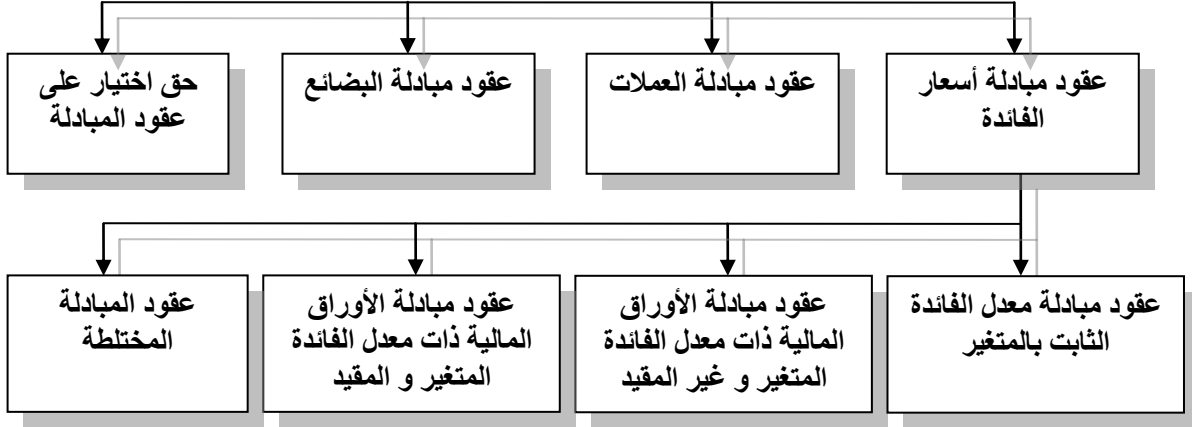 عقود مبادلة أسعار
الفائدة
عقود مبادلة العملات
عقود مبادلة البضائع
حق اختيار على
عقود المبادلة
عقود مبادلة معدل الفائدة
الثابت بالمتغير
عقود مبادلة الأوراق
المالية ذات معدل الفائدة
المتغير و غير المقيد
عقود مبادلة الأوراق
المالية ذات معدل الفائدة
المتغير و المقيد
عقود المبادلة
المختلطة